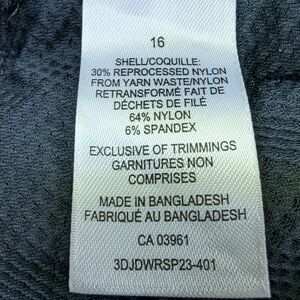 16
SHELL/COQUILLE:
30% REPROCESSED NYLON
FROM YARN WASTE/NYLON
RETRANSFORMÉ FAIT DE
DÉCHETS DE FILÉ
64% NYLON
6% SPANDEX
EXCLUSIVE OF TRIMMINGS
GARNITURES NON
COMPRISES
MADE IN BANGLADESH
FABRIQUÉ AU BANGLADESH
CA 03961
3DJDWRSP23-401